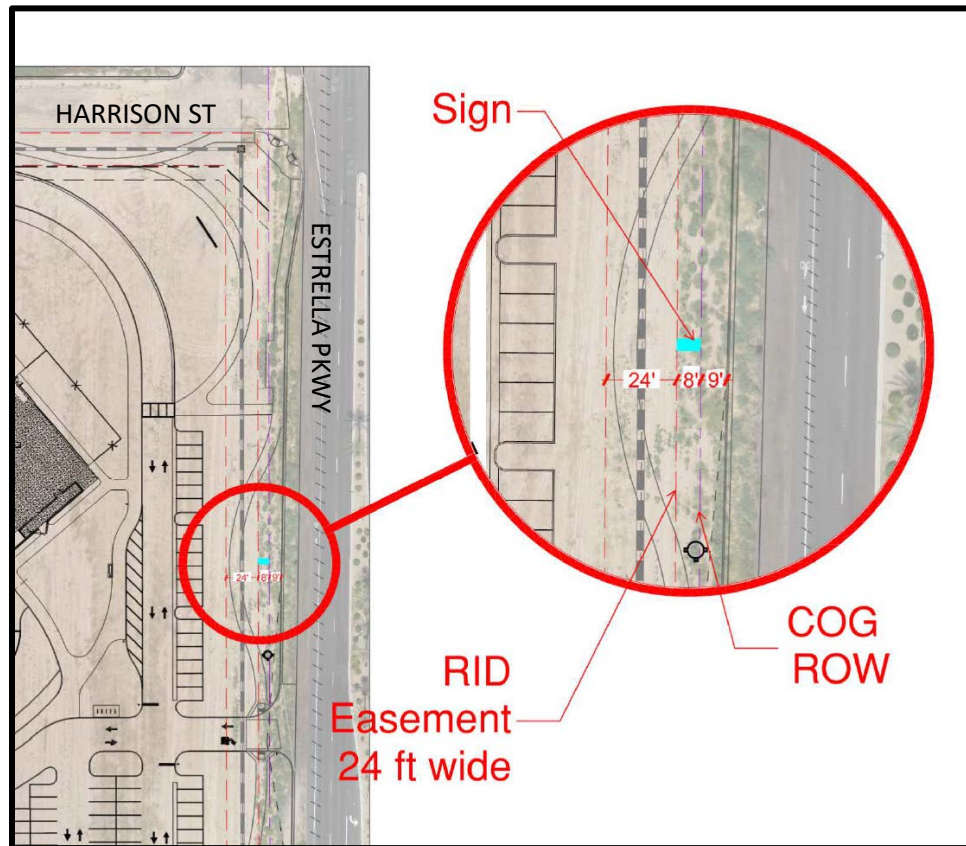 HARRISON ST
ESTRELLA PKWY
24' 8' 9'
Sign
24' 8' 9'
RID
Easement
24 ft wide
COG
ROW